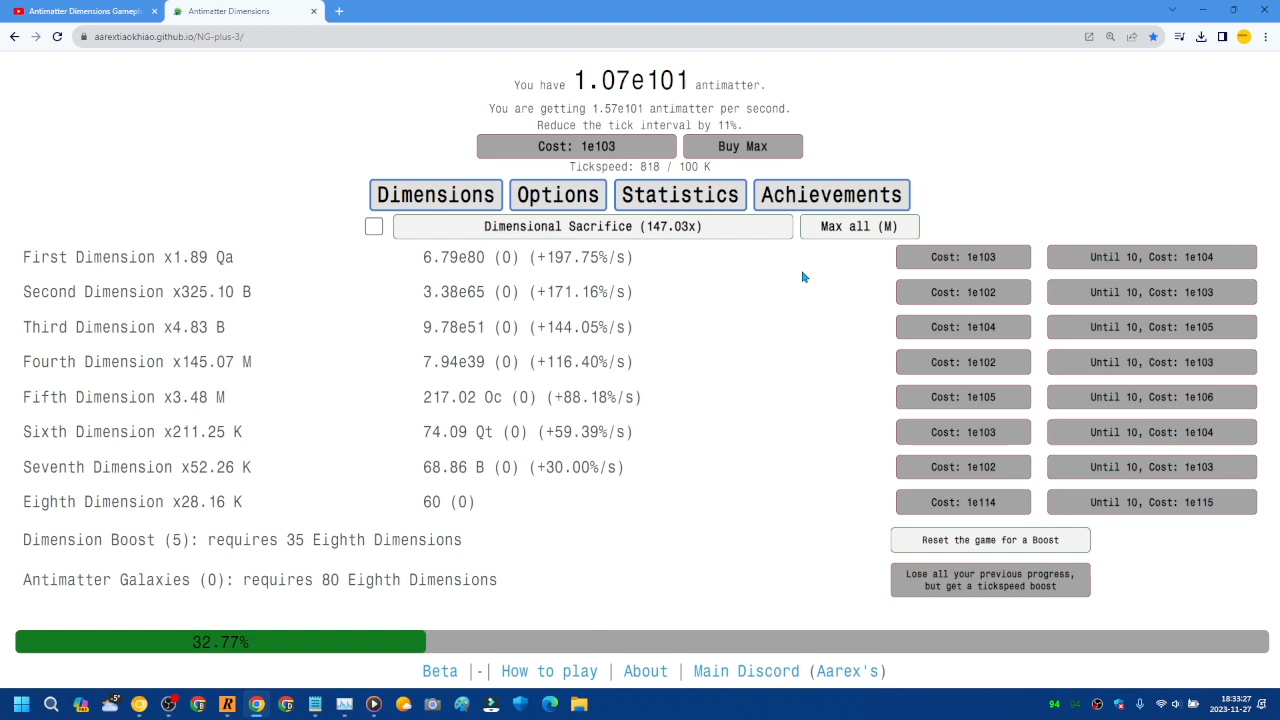 Antimatter Dimensions Gamepl
Antimatter Dimensions
aarextiaokhiao.github.io/NG-plus-3/
You have 1.07e101 antimatter.
You are getting 1.57e101 antimatter per second.
Reduce the tick interval by 11%.
Cost: 1e103 Buy Max
Tickspeed: 818 / 100 K
Dimensions Options Statistics Achievements
Dimensional Sacrifice (147.03x) Max all (M)
First Dimension x1.89 Qa 6.79e80 (0) (+197.75%/s) Cost: 1e103 Until 10, Cost: 1e104
Second Dimension x325.10 B 3.38e65 (0) (+171.16%/s) Cost: 1e102 Until 10, Cost: 1e103
Third Dimension x4.83 B 9.78e51 (0) (+144.05%/s) Cost: 1e104 Until 10, Cost: 1e105
Fourth Dimension x145.07 M 7.94e39 (0) (+116.40%/s) Cost: 1e102 Until 10, Cost: 1e103
Fifth Dimension x3.48 M 217.02 Oc (0) (+88.18%/s) Cost: 1e105 Until 10, Cost: 1e106
Sixth Dimension x211.25 K 74.09 Qt (0) (+59.39%/s) Cost: 1e103 Until 10, Cost: 1e104
Seventh Dimension x52.26 K 68.86 B (0) (+30.00%/s) Cost: 1e102 Until 10, Cost: 1e103
Eighth Dimension x28.16 K 60 (0) Cost: 1e114 Until 10, Cost: 1e115
Dimension Boost (5): requires 35 Eighth Dimensions Reset the game for a Boost
Antimatter Galaxies (0): requires 80 Eighth Dimensions Lose all your previous progress,
but get a tickspeed boost
32.77%
Beta |-| How to play | About | Main Discord (Aarex's)
-5°
94 94 18:33:27
2023-11-27